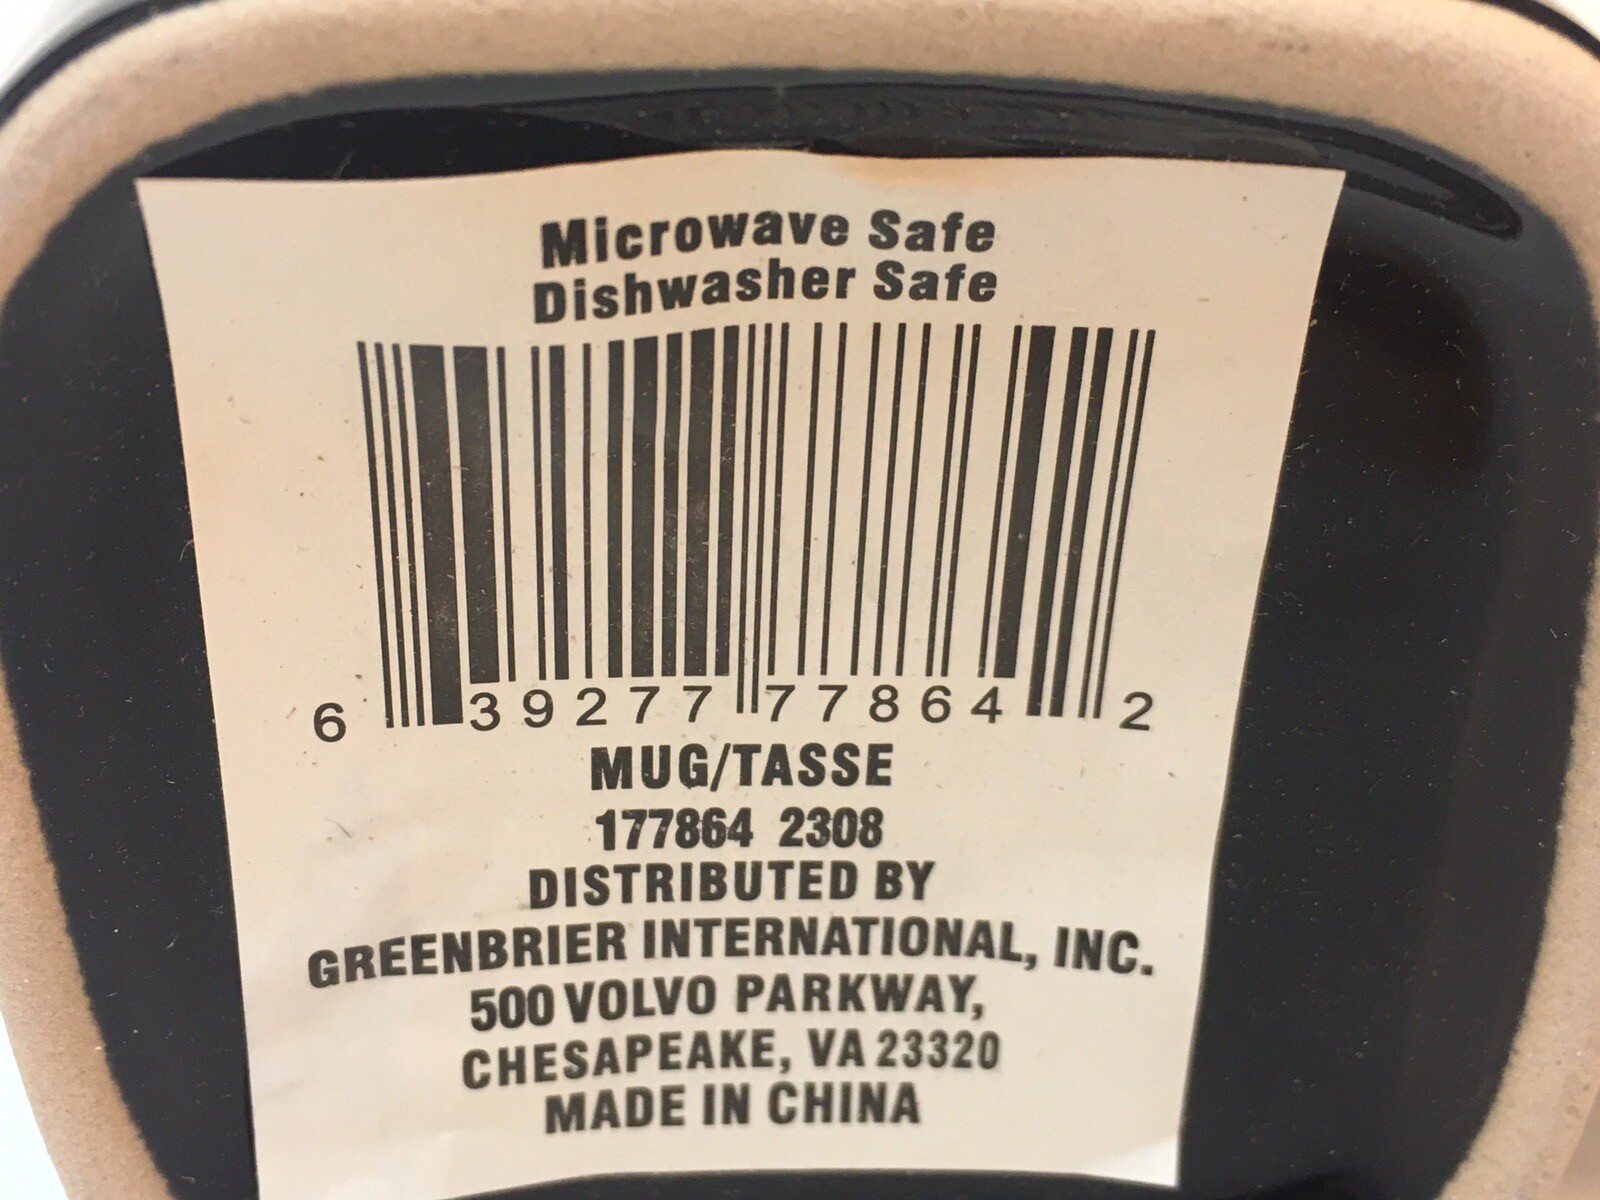 Microwave Safe
Dishwasher Safe
6 39277 77864 2
MUG/TASSE
177864 2308
DISTRIBUTED BY
GREENBRIER INTERNATIONAL, INC.
500 VOLVO PARKWAY,
CHESAPEAKE, VA 23320
MADE IN CHINA